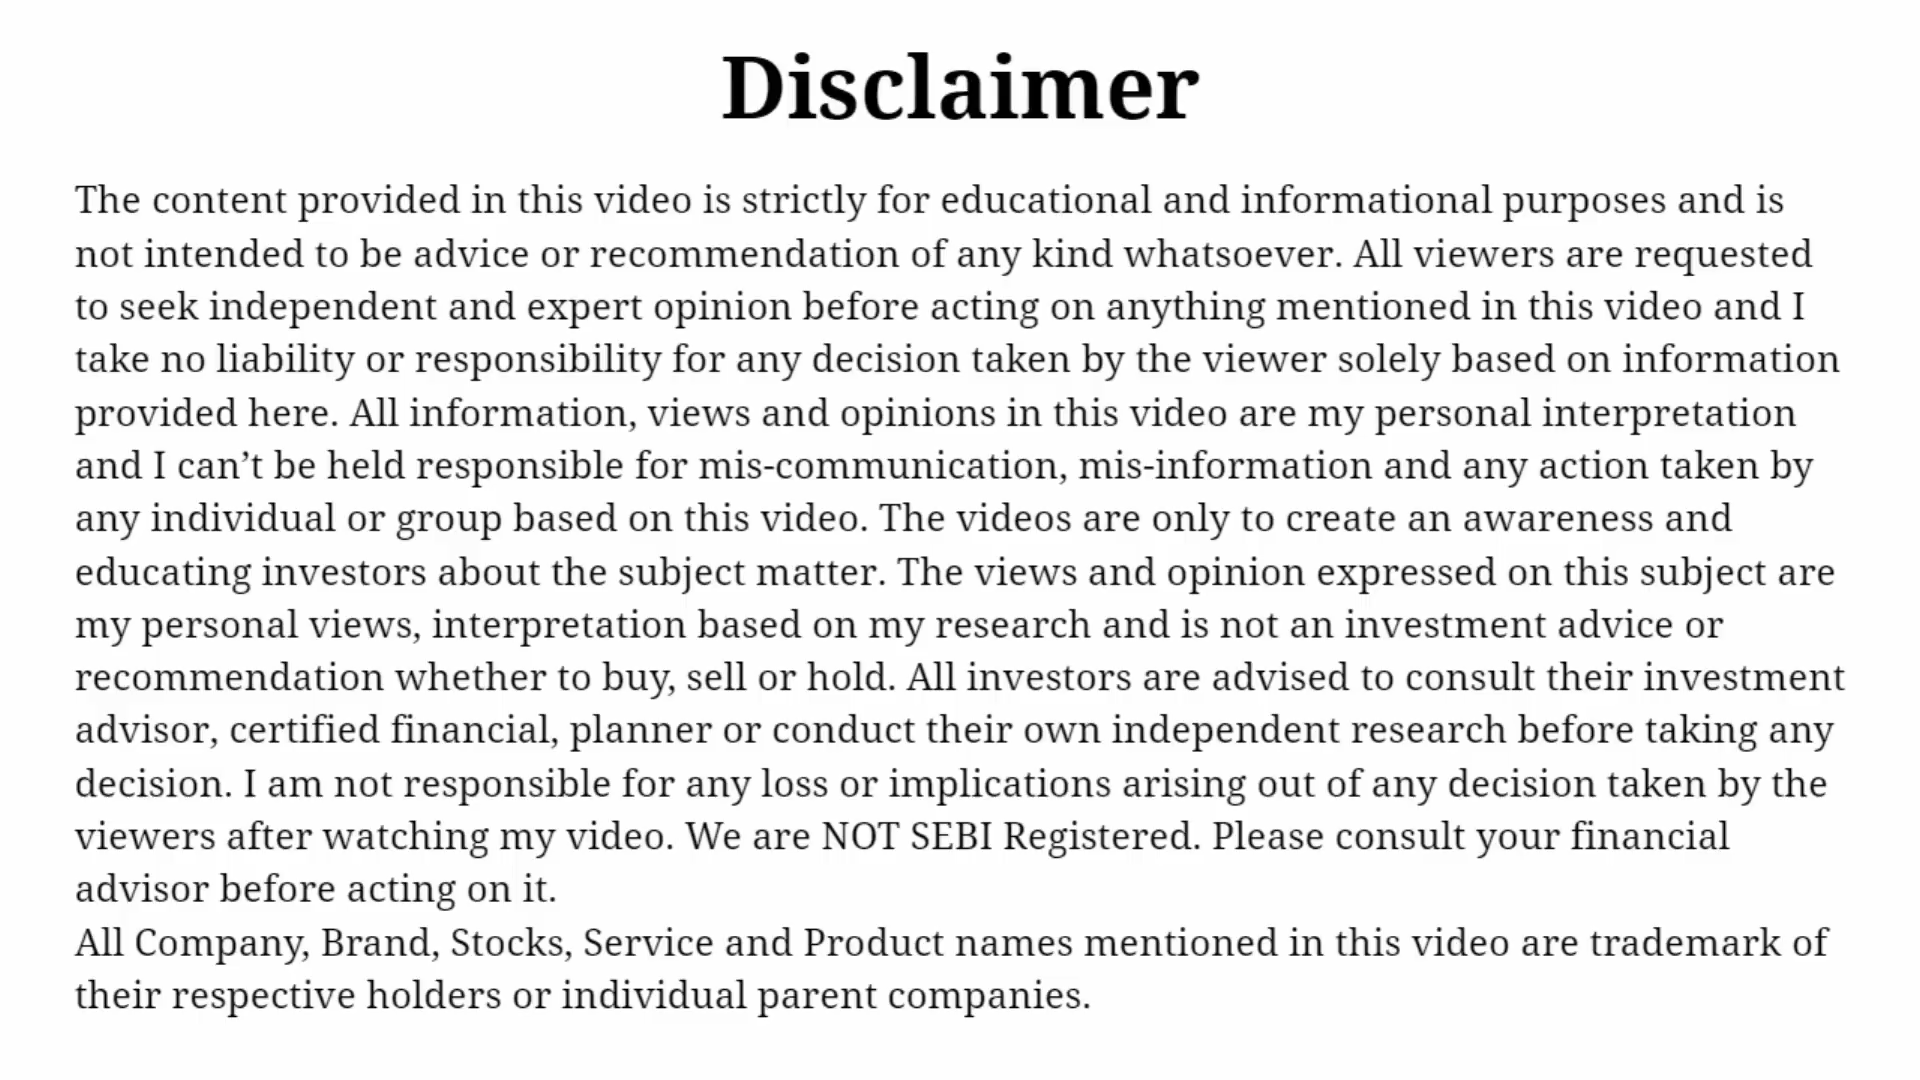 Disclaimer
The content provided in this video is strictly for educational and informational purposes and is
not intended to be advice or recommendation of any kind whatsoever. All viewers are requested
to seek independent and expert opinion before acting on anything mentioned in this video and I
take no liability or responsibility for any decision taken by the viewer solely based on information
provided here. All information, views and opinions in this video are my personal interpretation
and I can’t be held responsible for mis-communication, mis-information and any action taken by
any individual or group based on this video. The videos are only to create an awareness and
educating investors about the subject matter. The views and opinion expressed on this subject are
my personal views, interpretation based on my research and is not an investment advice or
recommendation whether to buy, sell or hold. All investors are advised to consult their investment
advisor, certified financial, planner or conduct their own independent research before taking any
decision. I am not responsible for any loss or implications arising out of any decision taken by the
viewers after watching my video. We are NOT SEBI Registered. Please consult your financial
advisor before acting on it.
All Company, Brand, Stocks, Service and Product names mentioned in this video are trademark of
their respective holders or individual parent companies.